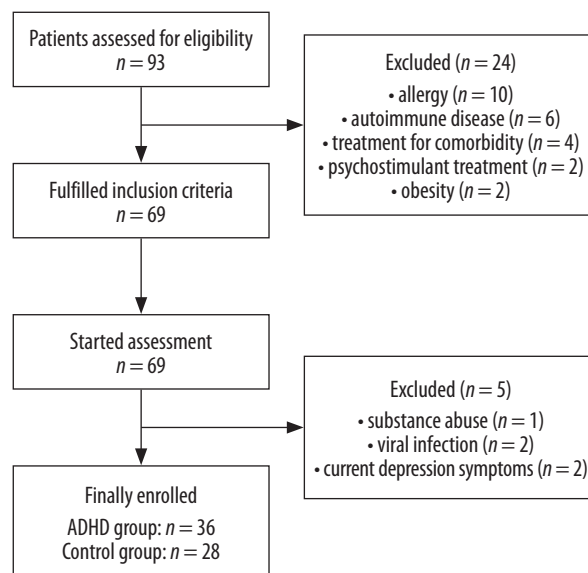 Patients assessed for eligibility
n = 93
Excluded (n = 24)
• allergy (n = 10)
• autoimmune disease (n = 6)
• treatment for comorbidity (n = 4)
• psychostimulant treatment (n = 2)
• obesity (n = 2)
Fulfilled inclusion criteria
n = 69
Started assessment
n = 69
Excluded (n = 5)
• substance abuse (n = 1)
• viral infection (n = 2)
• current depression symptoms (n = 2)
Finally enrolled
ADHD group: n = 36
Control group: n = 28